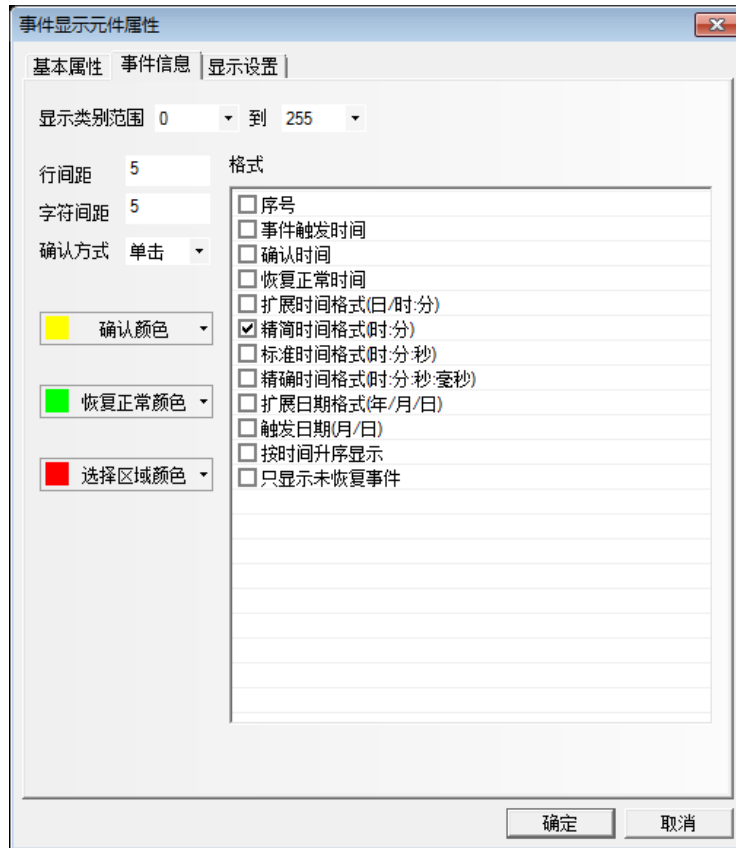 事件显示元件属性
基本属性 事件信息 显示设置
显示类别范围 0 到 255
行间距 5
字符间距 5
确认方式 单击
确认颜色
恢复正常颜色
选择区域颜色
格式
序号
事件触发时间
确认时间
恢复正常时间
扩展时间格式(日/时:分)
精简时间格式(时:分)
标准时间格式(时:分:秒)
精确时间格式(时:分:秒:毫秒)
扩展日期格式(年/月/日)
触发日期(月/日)
按时间升序显示
只显示未恢复事件
确定 取消